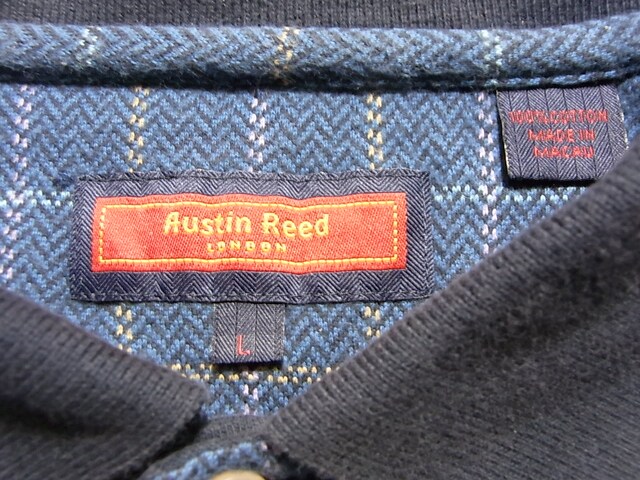 Austin Reed
LONDON
L
100% COTTON
MADE IN
MACAU